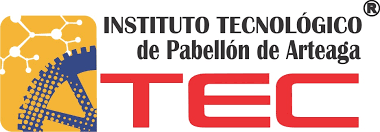 INSTITUTO TECNOLÓGICO ®
de Pabellón de Arteaga
TEC